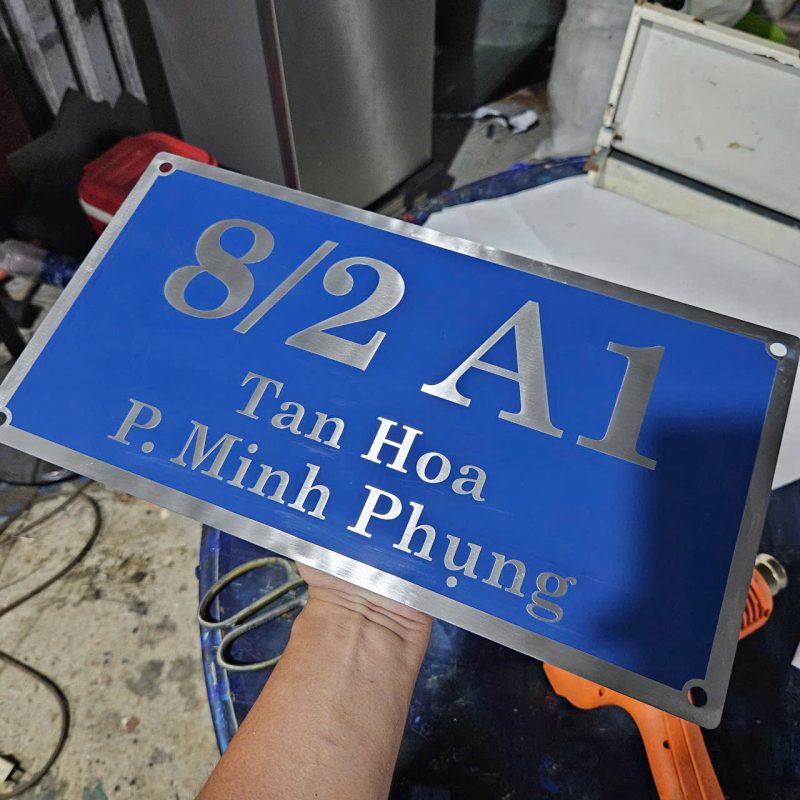 8/2 A1
Tan Hoa
P. Minh Phụng